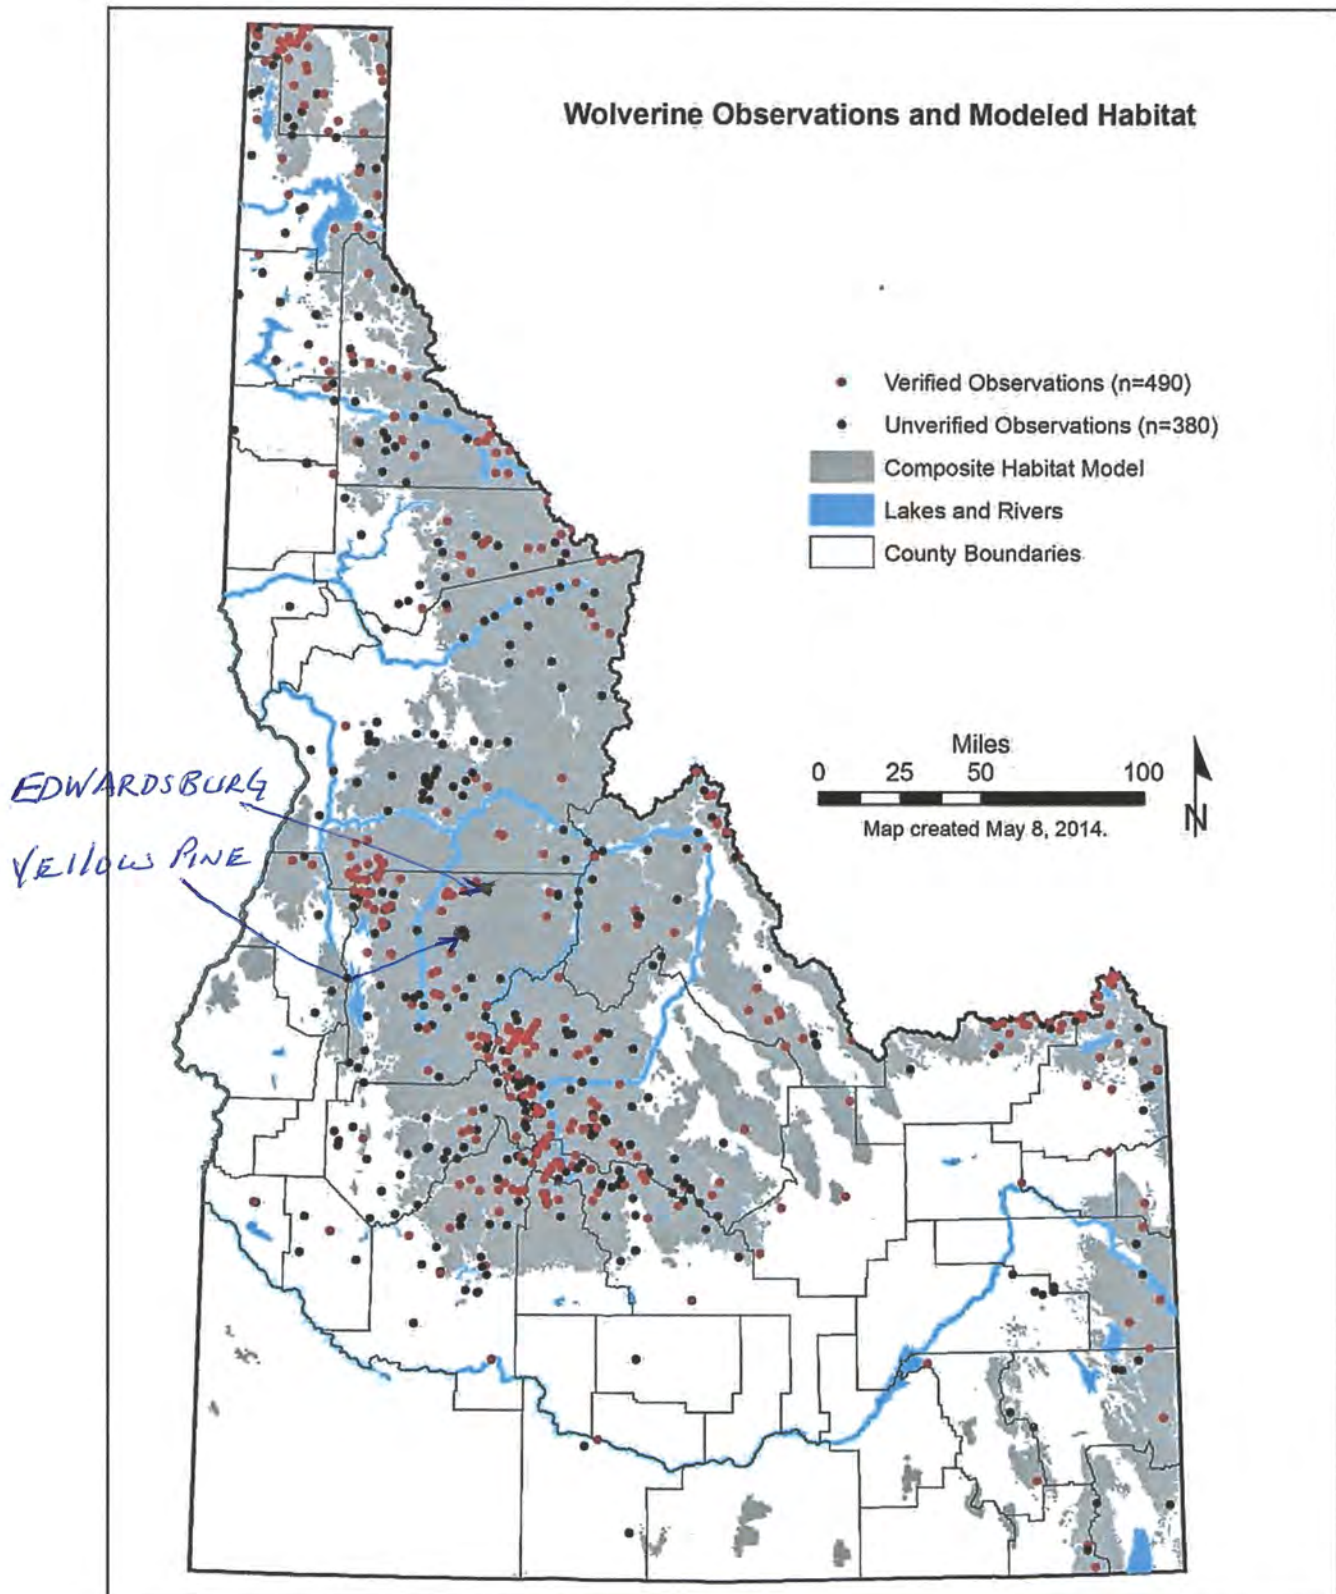 Wolverine Observations and Modeled Habitat
Verified Observations (n=490)
Unverified Observations (n=380)
Composite Habitat Model
Lakes and Rivers
County Boundaries
EDWARDSBURG
YELLOW PINE
Miles
0 25 50 100
N
Map created May 8, 2014.